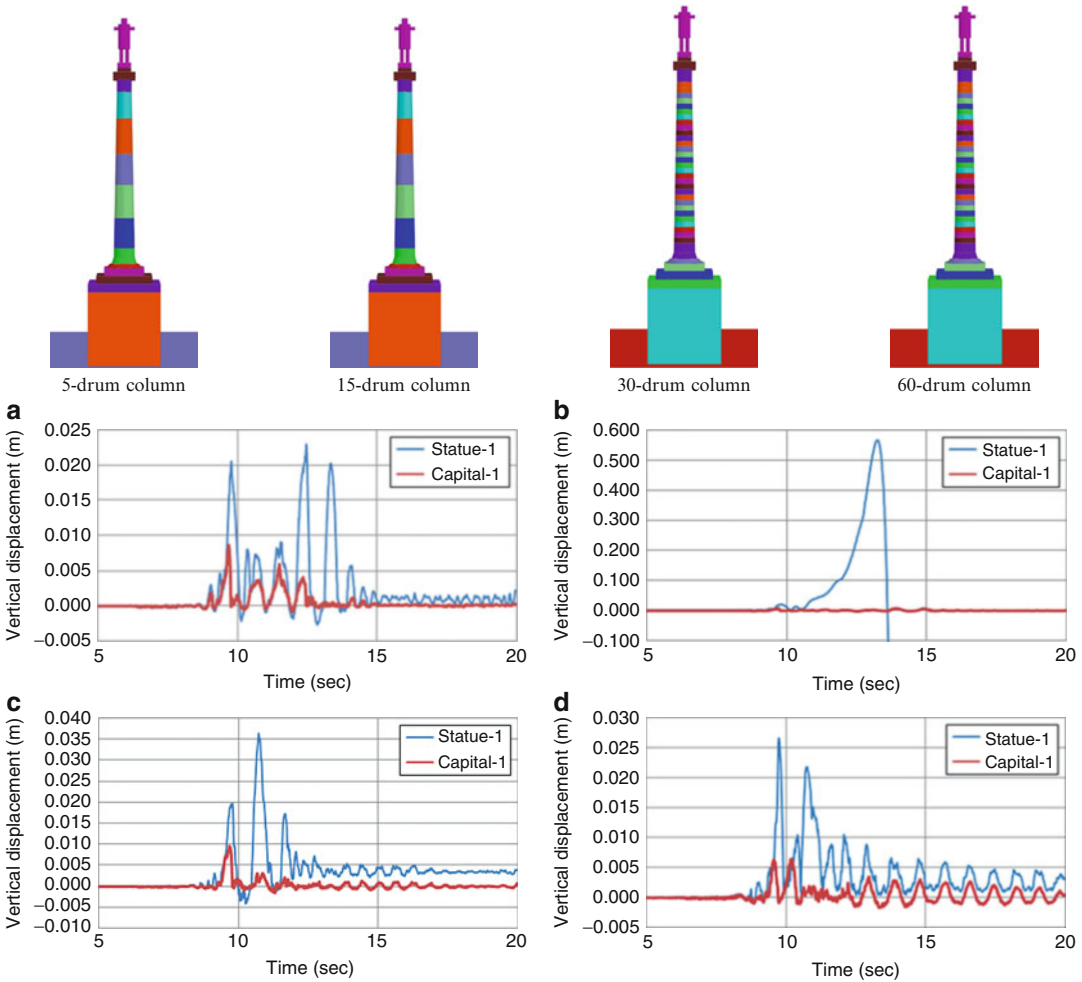 5-drum column
15-drum column
30-drum column
60-drum column
a
Vertical displacement (m)
0.025
0.020
0.015
0.010
0.005
0.000
−0.005
Statue-1
Capital-1
5
10
15
20
Time (sec)
b
Vertical displacement (m)
0.600
0.500
0.400
0.300
0.200
0.100
0.000
−0.100
Statue-1
Capital-1
5
10
15
20
Time (sec)
c
Vertical displacement (m)
0.040
0.035
0.030
0.025
0.020
0.015
0.010
0.005
0.000
−0.005
−0.010
Statue-1
Capital-1
5
10
15
20
Time (sec)
d
Vertical displacement (m)
0.030
0.025
0.020
0.015
0.010
0.005
0.000
−0.005
Statue-1
Capital-1
5
10
15
20
Time (sec)